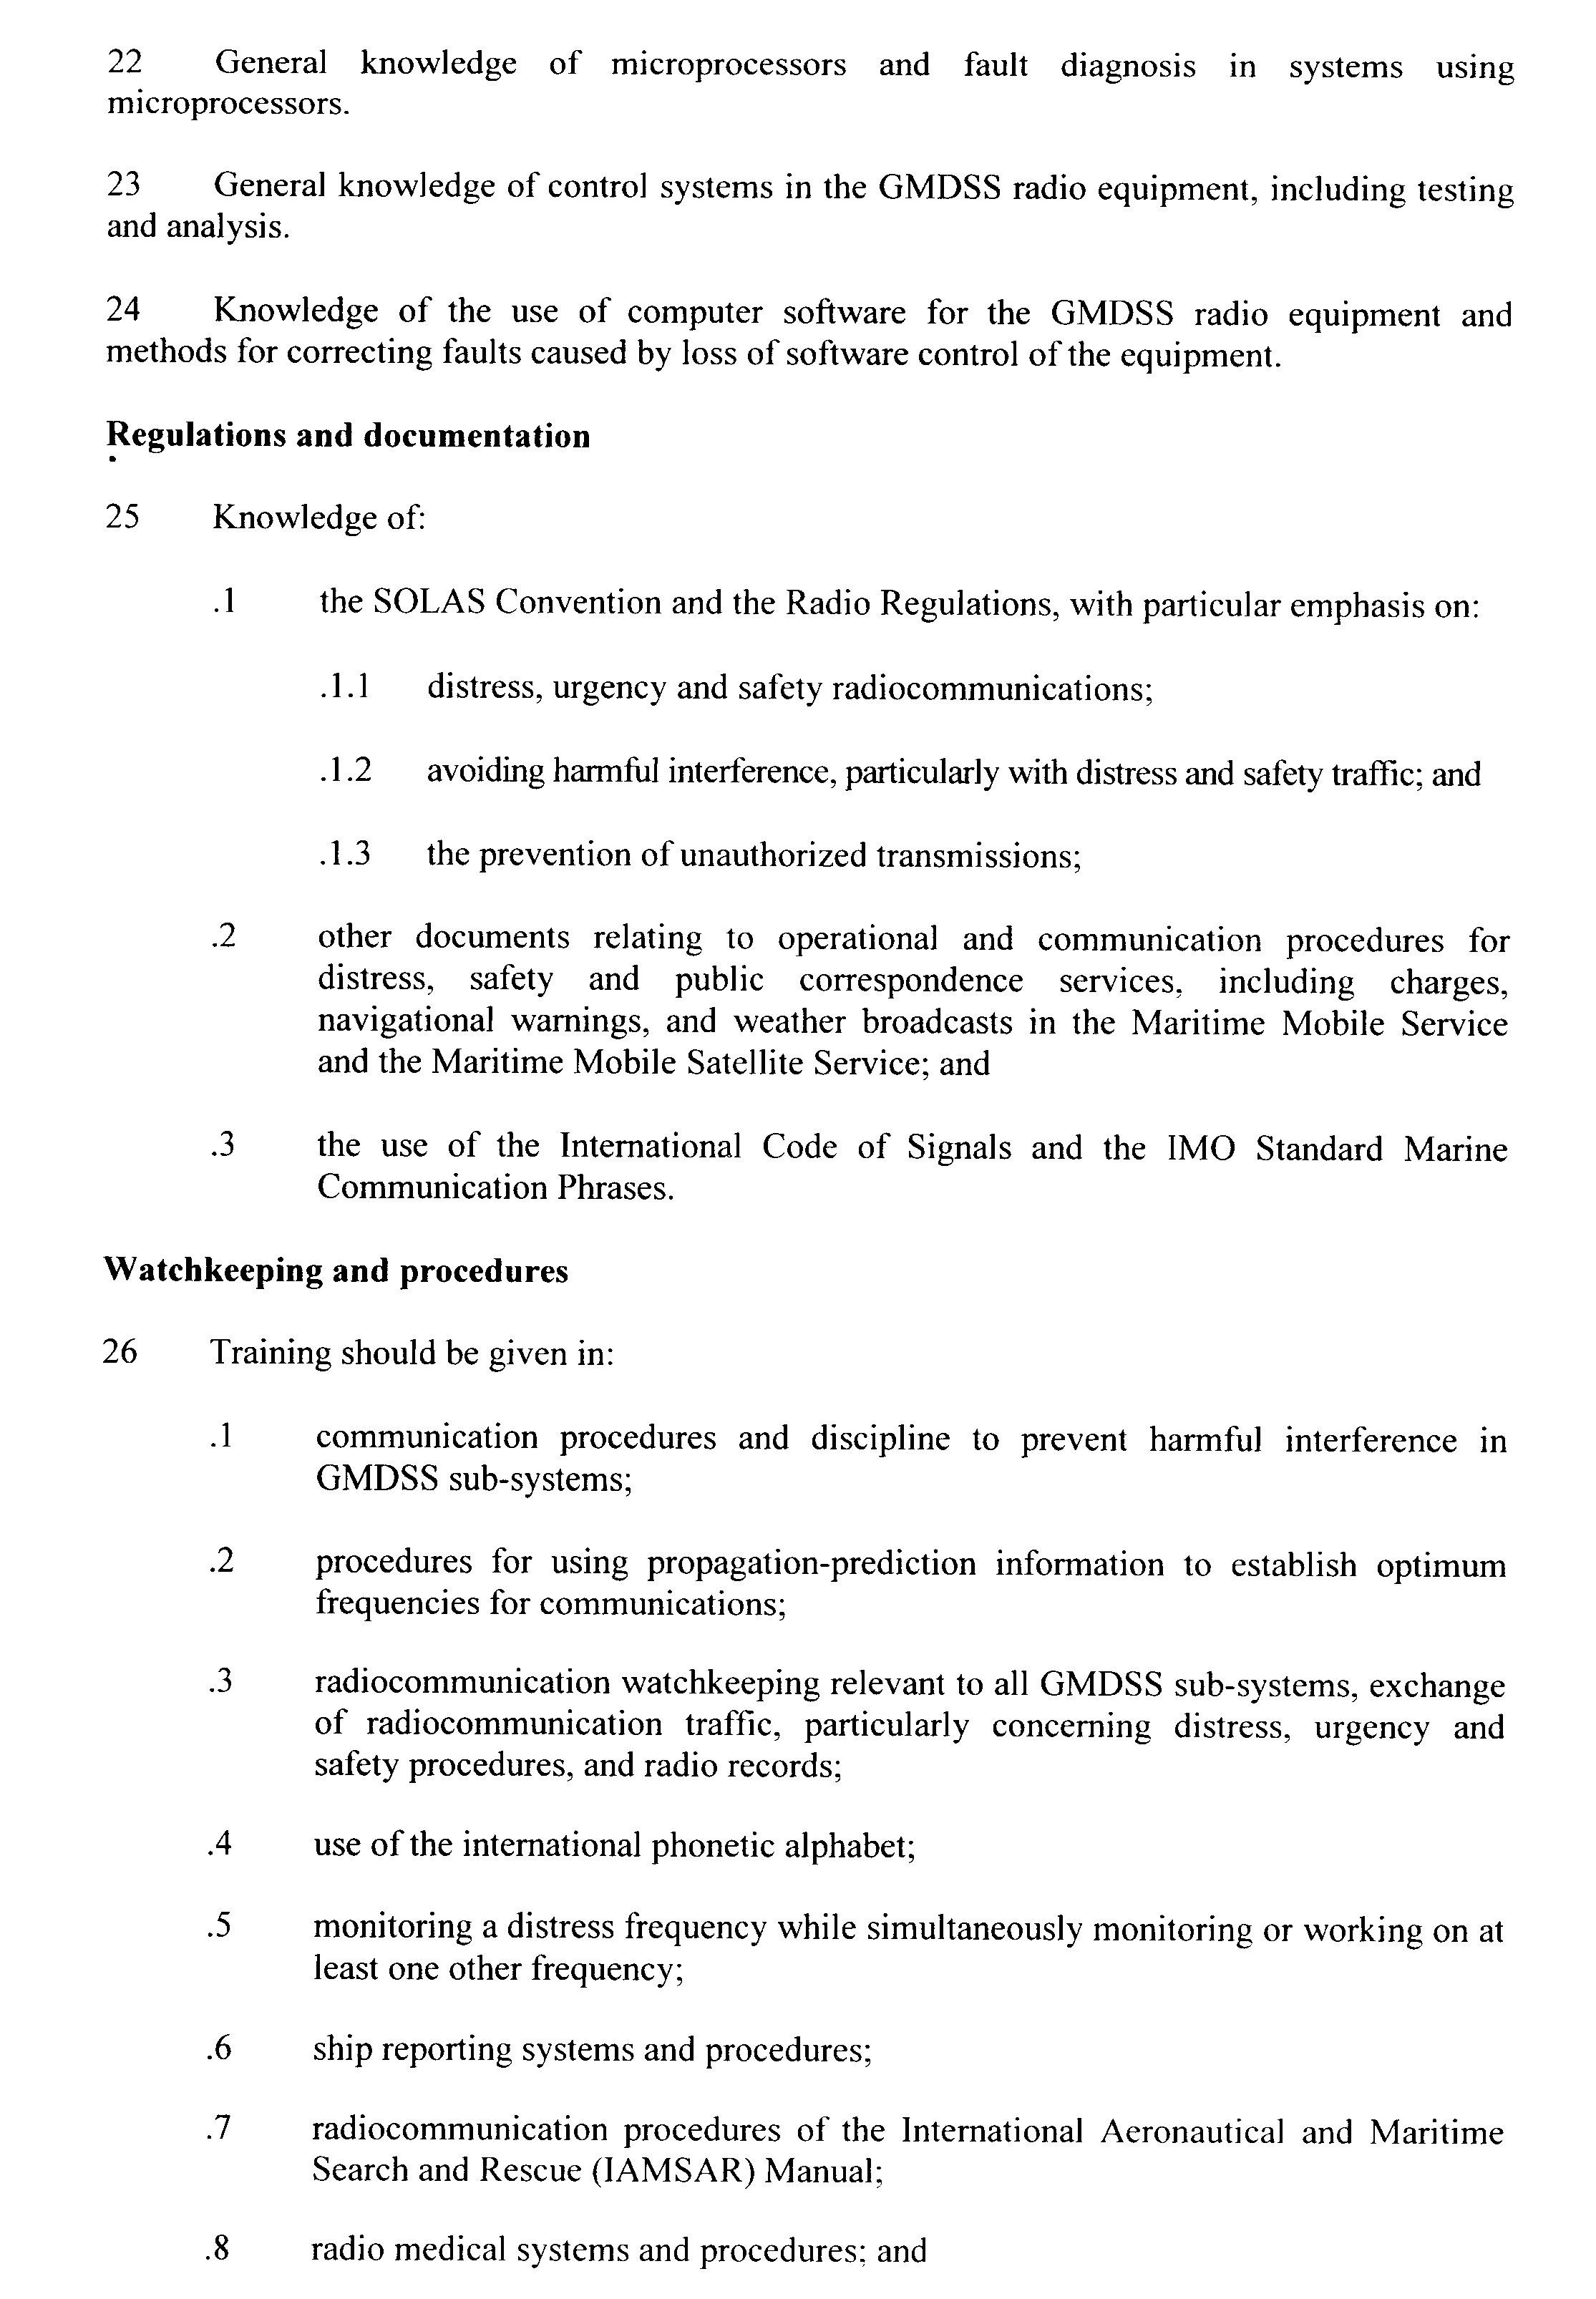 22 General knowledge of microprocessors and fault diagnosis in systems using
microprocessors.
23 General knowledge of control systems in the GMDSS radio equipment, including testing
and analysis.
24 Knowledge of the use of computer software for the GMDSS radio equipment and
methods for correcting faults caused by loss of software control of the equipment.
Regulations and documentation
25 Knowledge of:
.1 the SOLAS Convention and the Radio Regulations, with particular emphasis on:
.1.1 distress, urgency and safety radiocommunications;
.1.2 avoiding harmful interference, particularly with distress and safety traffic; and
.1.3 the prevention of unauthorized transmissions;
.2 other documents relating to operational and communication procedures for
distress, safety and public correspondence services, including charges,
navigational warnings, and weather broadcasts in the Maritime Mobile Service
and the Maritime Mobile Satellite Service; and
.3 the use of the International Code of Signals and the IMO Standard Marine
Communication Phrases.
Watchkeeping and procedures
26 Training should be given in:
.1 communication procedures and discipline to prevent harmful interference in
GMDSS sub-systems;
.2 procedures for using propagation-prediction information to establish optimum
frequencies for communications;
.3 radiocommunication watchkeeping relevant to all GMDSS sub-systems, exchange
of radiocommunication traffic, particularly concerning distress, urgency and
safety procedures, and radio records;
.4 use of the international phonetic alphabet;
.5 monitoring a distress frequency while simultaneously monitoring or working on at
least one other frequency;
.6 ship reporting systems and procedures;
.7 radiocommunication procedures of the International Aeronautical and Maritime
Search and Rescue (IAMSAR) Manual;
.8 radio medical systems and procedures; and